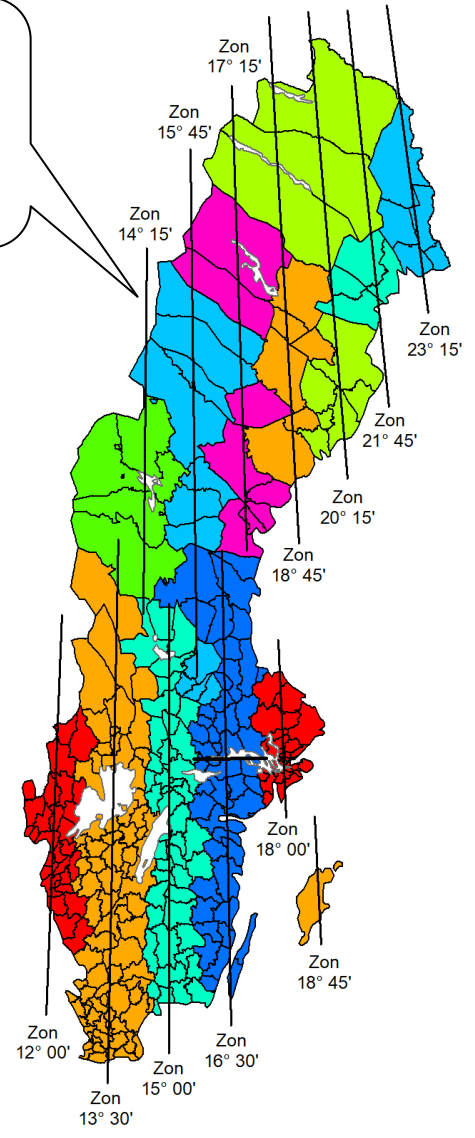 Zon
17° 15'
Zon
15° 45'
Zon
14° 15'
Zon
23° 15'
Zon
21° 45'
Zon
20° 15'
Zon
18° 45'
Zon
18° 00'
Zon
18° 45'
Zon
12° 00'
Zon
16° 30'
Zon
15° 00'
Zon
13° 30'